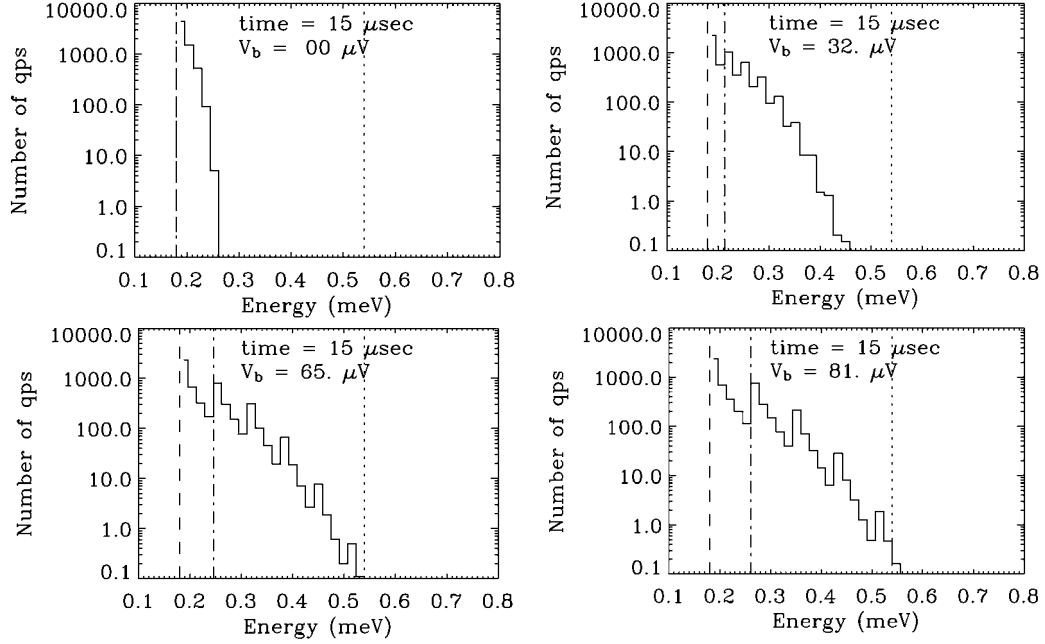 time = 15 μsec
V_b = 00 μV
Number of qps
10000.0
1000.0
100.0
10.0
1.0
0.1
0.1 0.2 0.3 0.4 0.5 0.6 0.7 0.8
Energy (meV)
time = 15 μsec
V_b = 32. μV
Number of qps
10000.0
1000.0
100.0
10.0
1.0
0.1
0.1 0.2 0.3 0.4 0.5 0.6 0.7 0.8
Energy (meV)
time = 15 μsec
V_b = 65. μV
Number of qps
10000.0
1000.0
100.0
10.0
1.0
0.1
0.1 0.2 0.3 0.4 0.5 0.6 0.7 0.8
Energy (meV)
time = 15 μsec
V_b = 81. μV
Number of qps
10000.0
1000.0
100.0
10.0
1.0
0.1
0.1 0.2 0.3 0.4 0.5 0.6 0.7 0.8
Energy (meV)